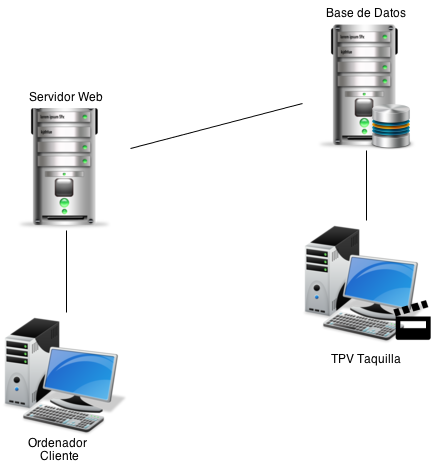 Base de Datos
Servidor Web
TPV Taquilla
Ordenador
Cliente